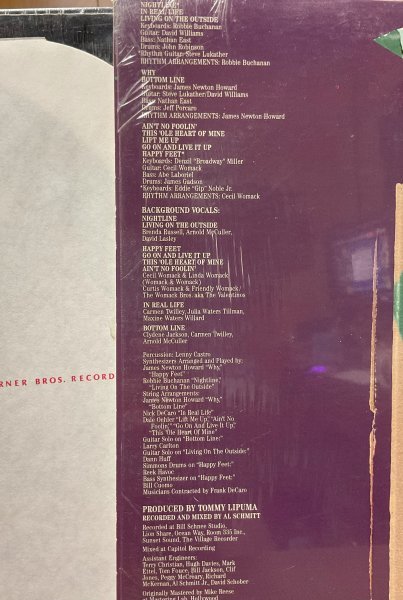 NIGHTLINE
IN REAL LIFE
LIVING ON THE OUTSIDE
Keyboards: Robbie Buchanan
Guitar: David Williams
Bass: Nathan East
Drums: John Robinson
Rhythm Guitar: Steve Lukather
RHYTHM ARRANGEMENTS: Robbie Buchanan
WHY
BOTTOM LINE
Keyboards: James Newton Howard
Guitar: Steve Lukather/David Williams
Bass: Nathan East
Drums: Jeff Porcaro
RHYTHM ARRANGEMENTS: James Newton Howard
AIN'T NO FOOLIN'
THIS 'OLE HEART OF MINE
LIFT ME UP
GO ON AND LIVE IT UP
HAPPY FEET*
Keyboards: Denzil "Broadway" Miller
Guitar: Cecil Womack
Bass: Abe Laboriel
Drums: James Gadson
*Keyboards: Eddie "Gip" Noble Jr.
RHYTHM ARRANGEMENTS: Cecil Womack
BACKGROUND VOCALS:
NIGHTLINE
LIVING ON THE OUTSIDE
Brenda Russell, Arnold McCuller,
David Lasley
HAPPY FEET
GO ON AND LIVE IT UP
THIS 'OLE HEART OF MINE
AIN'T NO FOOLIN'
Cecil Womack & Linda Womack
(Womack & Womack)
Curtis Womack & Friendly Womack
The Womack Bros. aka The Valentinos
IN REAL LIFE
Carmen Twilley, Julia Waters Tillman,
Maxine Waters Willard
BOTTOM LINE
Clydene Jackson, Carmen Twilley,
Arnold McCuller
Percussion: Lenny Castro
Synthesizers Arranged and Played by:
James Newton Howard "Why,"
"Happy Feet"
Robbie Buchanan "Nightline,"
"Living On The Outside"
String Arrangements:
James Newton Howard "Why,"
"Bottom Line"
Nick DeCaro "In Real Life"
Dale Oehler "Lift Me Up," "Ain't No
Foolin'," "Go On And Live It Up,"
"This 'Ole Heart Of Mine"
Guitar Solo on "Bottom Line:"
Larry Carlton
Guitar Solo on "Living On The Outside:"
Dann Huff
Simmons Drums on "Happy Feet:"
Reek Havoc
Bass Synthesizer on "Happy Feet:"
Bill Cuomo
Musicians Contracted by Frank DeCaro
RNER BROS. RECORD
PRODUCED BY TOMMY LIPUMA
RECORDED AND MIXED BY AL SCHMITT
Recorded at Bill Schnee Studio,
Lion Share, Ocean Way, Room 335 Inc.,
Sunset Sound, The Village Recorder
Mixed at Capitol Recording
Assistant Engineers:
Terry Christian, Hugh Davies, Mark
Ettel, Tom Fouce, Bill Jackson, Clif
Jones, Peggy McCreary, Richard
McKernan, Al Schmitt Jr., David Schober
Originally Mastered by Mike Reese
at Mastering Lab, Hollywood